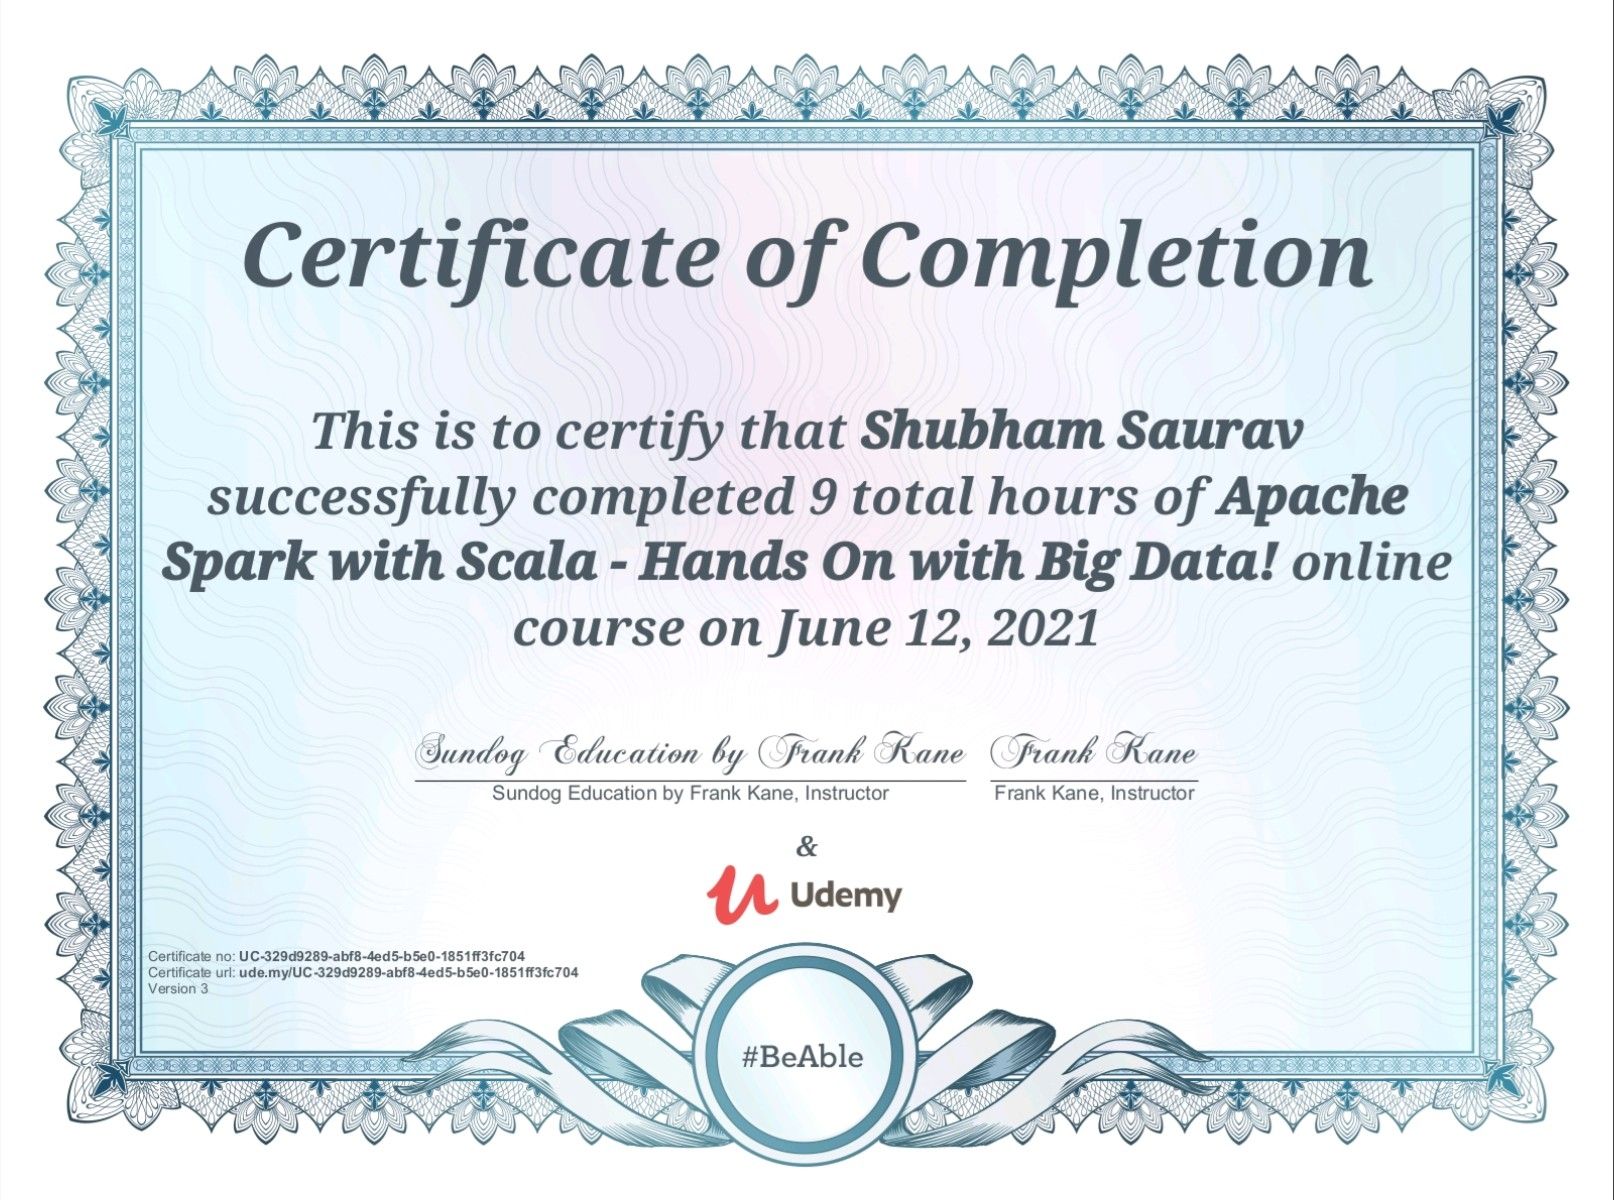 Certificate of Completion
This is to certify that Shubham Saurav
successfully completed 9 total hours of Apache
Spark with Scala - Hands On with Big Data! online
course on June 12, 2021
Sundog Education by Frank Kane Frank Kane
Sundog Education by Frank Kane, Instructor Frank Kane, Instructor
&
Udemy
Certificate no: UC-329d9289-abf8-4ed5-b5e0-1851ff3fc704
Certificate url: ude.my/UC-329d9289-abf8-4ed5-b5e0-1851ff3fc704
Version 3
#BeAble